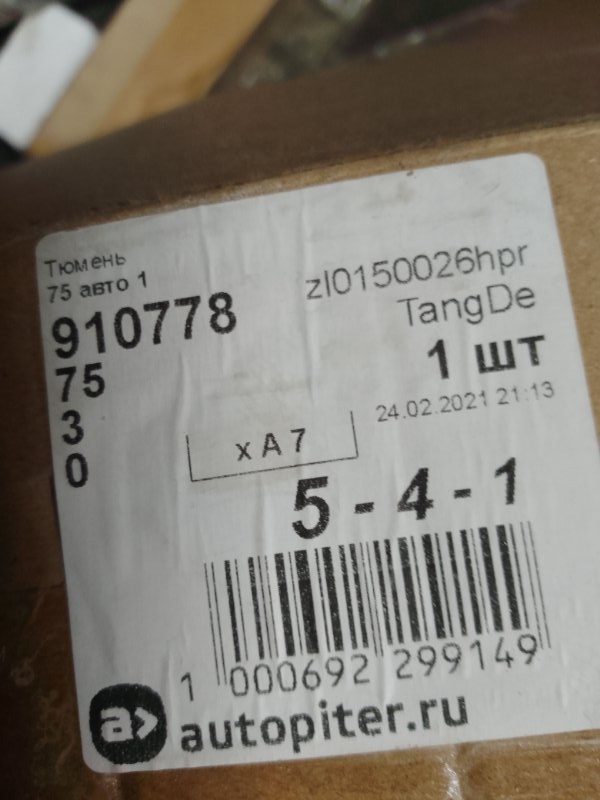 Тюмень
75 авто 1
910778
75
3
0
zl0150026hpr
TangDe
1 шт
24.02.2021 21:13
x A 7
5 - 4 - 1
1 000692 299149
a>
autopiter.ru